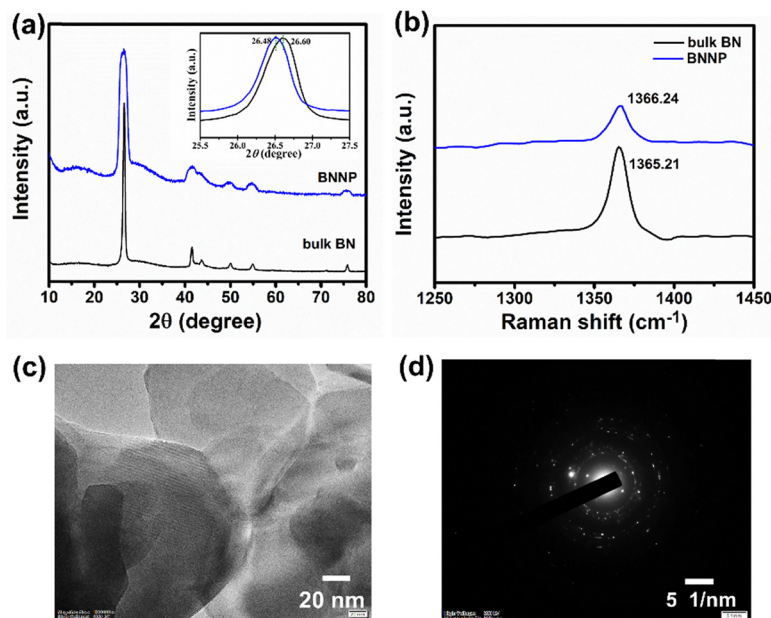 (a)
Intensity (a.u.)
26.48
26.60
Intensity (a.u.)
25.5 26.0 26.5 27.0 27.5
2θ (degree)
BNNP
bulk BN
10 20 30 40 50 60 70 80
2θ (degree)
(b)
bulk BN
BNNP
1366.24
1365.21
Intensity (a.u.)
1250 1300 1350 1400 1450
Raman shift (cm⁻¹)
(c)
20 nm
(d)
5 1/nm